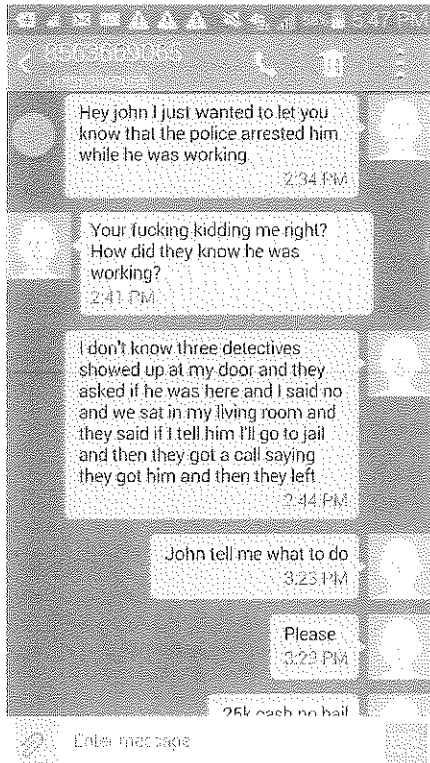 5:47 PM
Hey john I just wanted to let you
know that the police arrested him
while he was working
2:34 PM
Your fucking kidding me right?
How did they know he was
working?
2:41 PM
I don't know three detectives
showed up at my door and they
asked if he was here and I said no
and we sat in my living room and
they said if I tell him I'll go to jail
and then they got a call saying
they got him and then they left
2:44 PM
John tell me what to do
3:23 PM
Please
3:23 PM
25k cash no bail
Enter message